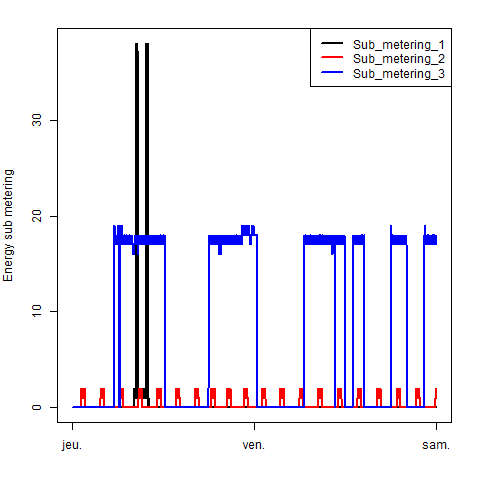 Sub_metering_1
Sub_metering_2
Sub_metering_3
Energy sub metering
30
20
10
0
jeu. ven. sam.